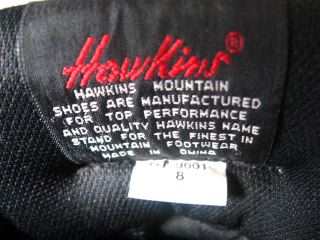 Hawkins®
HAWKINS MOUNTAIN
SHOES ARE MANUFACTURED
FOR TOP PERFORMANCE
AND QUALITY HAWKINS NAME
STAND FOR THE FINEST IN
MOUNTAIN FOOTWEAR
MADE IN CHINA
9001
8